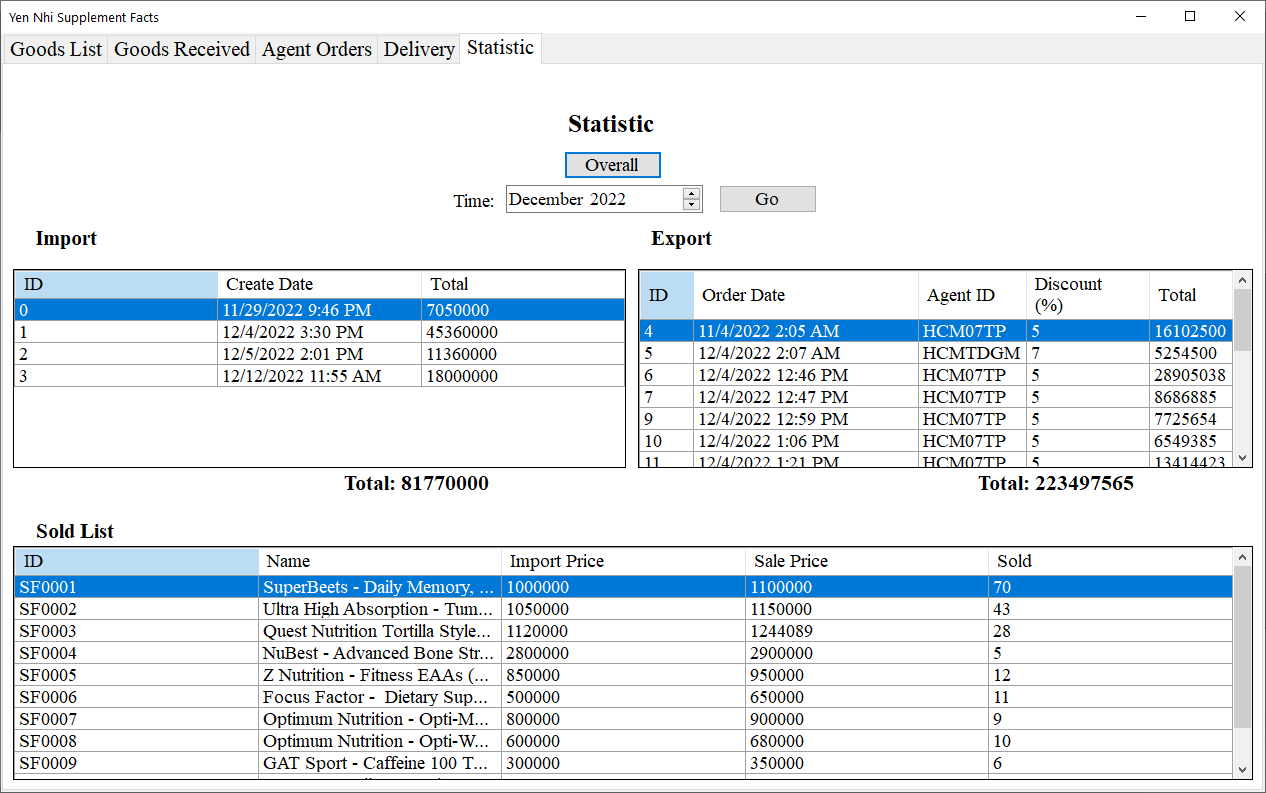 Yen Nhi Supplement Facts
Goods List Goods Received Agent Orders Delivery Statistic
Statistic
Overall
Time: December 2022 Go
Import
Export
ID Create Date Total
0 11/29/2022 9:46 PM 7050000
1 12/4/2022 3:30 PM 45360000
2 12/5/2022 2:01 PM 11360000
3 12/12/2022 11:55 AM 18000000
Total: 81770000
ID Order Date Agent ID Discount (%) Total
4 11/4/2022 2:05 AM HCM07TP 5 16102500
5 12/4/2022 2:07 AM HCMTDGM 7 5254500
6 12/4/2022 12:46 PM HCM07TP 5 28905038
7 12/4/2022 12:47 PM HCM07TP 5 8686885
9 12/4/2022 12:59 PM HCM07TP 5 7725654
10 12/4/2022 1:06 PM HCM07TP 5 6549385
11 12/4/2022 1:21 PM HCM07TP 5 13414423
Total: 223497565
Sold List
ID Name Import Price Sale Price Sold
SF0001 SuperBeets - Daily Memory, ... 1000000 1100000 70
SF0002 Ultra High Absorption - Tum... 1050000 1150000 43
SF0003 Quest Nutrition Tortilla Style... 1120000 1244089 28
SF0004 NuBest - Advanced Bone Str... 2800000 2900000 5
SF0005 Z Nutrition - Fitness EAAs (... 850000 950000 12
SF0006 Focus Factor -  Dietary Sup... 500000 650000 11
SF0007 Optimum Nutrition - Opti-M... 800000 900000 9
SF0008 Optimum Nutrition - Opti-W... 600000 680000 10
SF0009 GAT Sport - Caffeine 100 T... 300000 350000 6